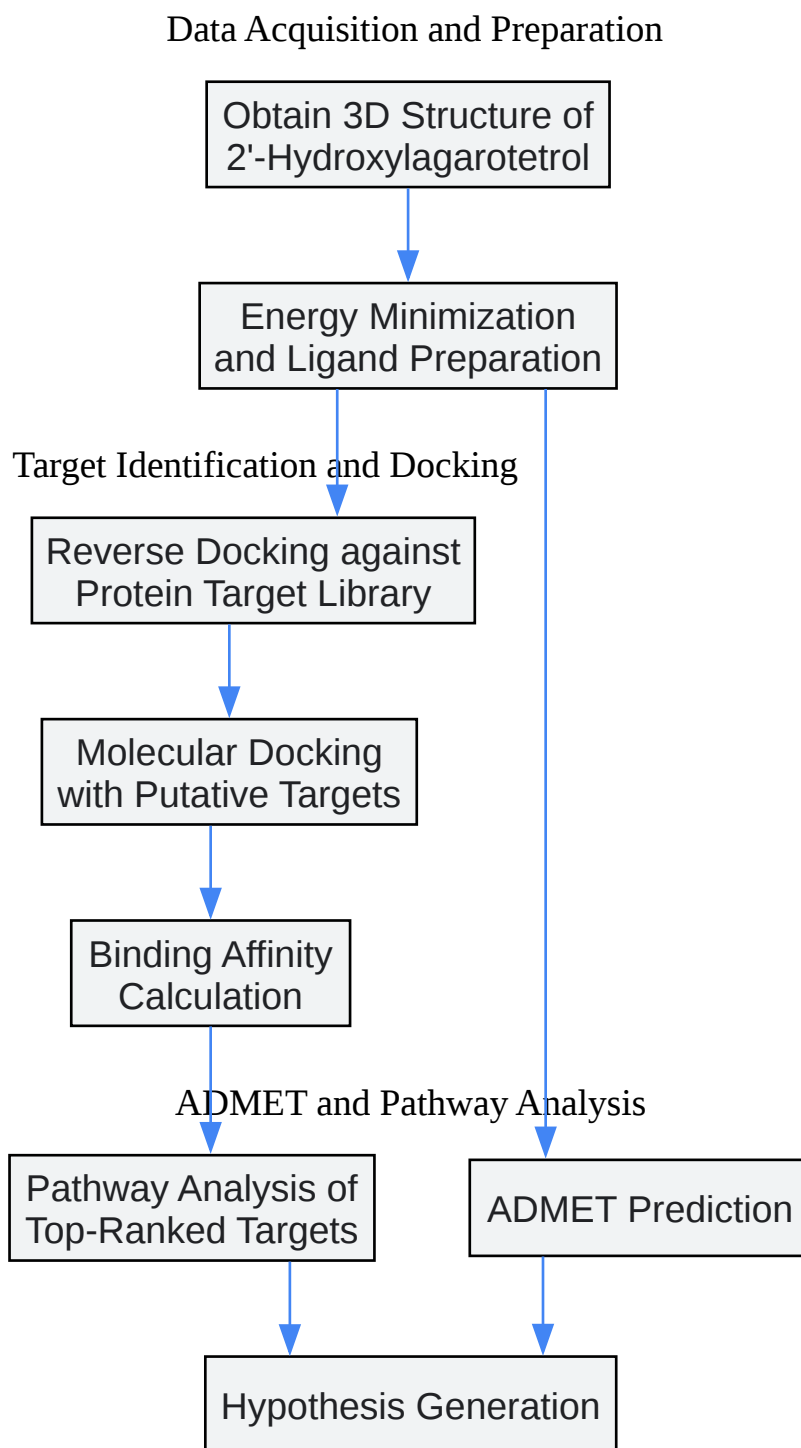 Data Acquisition and Preparation
Obtain 3D Structure of
2'-Hydroxylagarotetrol
Energy Minimization
and Ligand Preparation
Target Identification and Docking
Reverse Docking against
Protein Target Library
Molecular Docking
with Putative Targets
Binding Affinity
Calculation
ADMET and Pathway Analysis
Pathway Analysis of
Top-Ranked Targets
ADMET Prediction
Hypothesis Generation